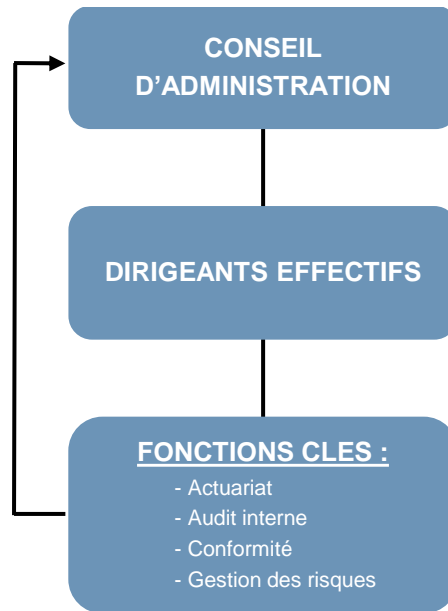 CONSEIL
D’ADMINISTRATION
DIRIGEANTS EFFECTIFS
FONCTIONS CLES :
- Actuariat
- Audit interne
- Conformité
- Gestion des risques